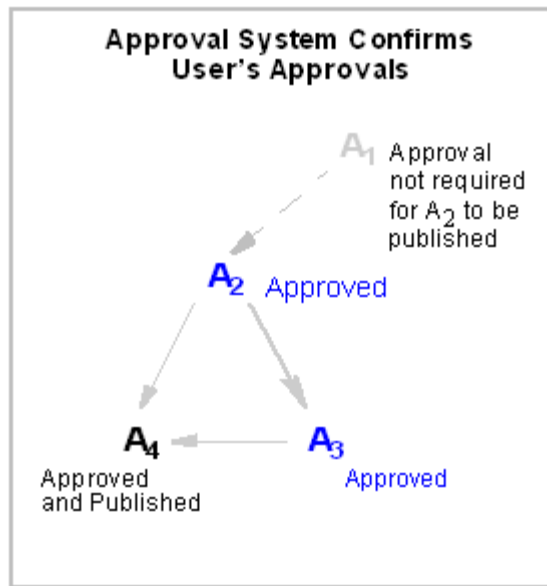 Approval System Confirms
User's Approvals
A1 Approval
not required
for A2 to be
published
A2 Approved
A4
Approved
and Published
A3
Approved